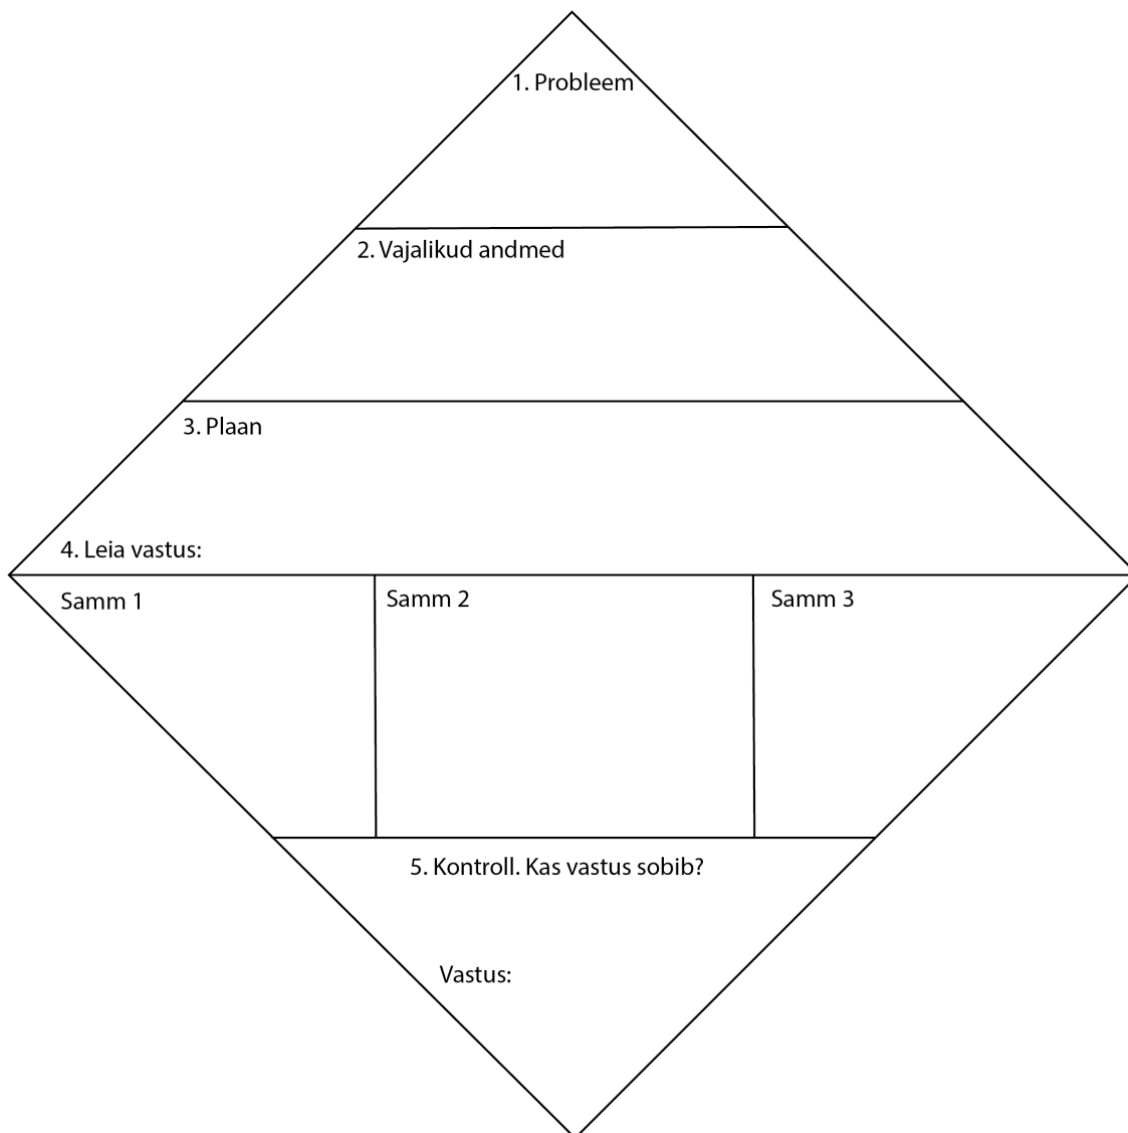 1. Probleem
2. Vajalikud andmed
3. Plaan
4. Leia vastus:
Samm 1
Samm 2
Samm 3
5. Kontroll. Kas vastus sobib?
Vastus: